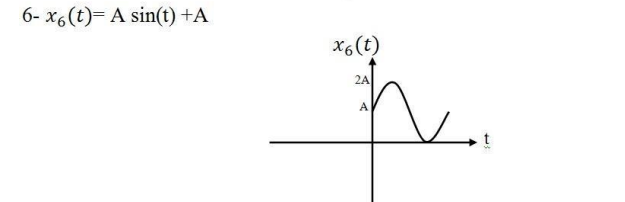 6- x₆(t)= A sin(t) +A
x₆(t)
2A
A
t